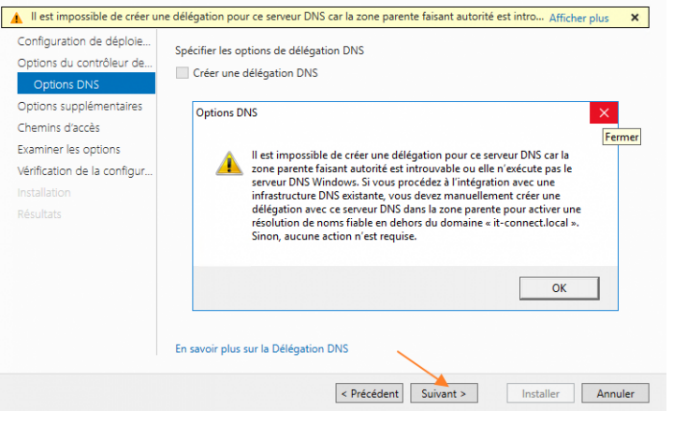 Il est impossible de créer une délégation pour ce serveur DNS car la zone parente faisant autorité est intro... Afficher plus x
Configuration de déploie...
Options du contrôleur de...
Options DNS
Options supplémentaires
Chemins d'accès
Examiner les options
Vérification de la configur...
Installation
Résultats
Spécifier les options de délégation DNS
Créer une délégation DNS
Options DNS
Fermer
Il est impossible de créer une délégation pour ce serveur DNS car la
zone parente faisant autorité est introuvable ou elle n'exécute pas le
serveur DNS Windows. Si vous procédez à l'intégration avec une
infrastructure DNS existante, vous devez manuellement créer une
délégation avec ce serveur DNS dans la zone parente pour activer une
résolution de noms fiable en dehors du domaine « it-connect.local ».
Sinon, aucune action n'est requise.
OK
En savoir plus sur la Délégation DNS
< Précédent Suivant > Installer Annuler